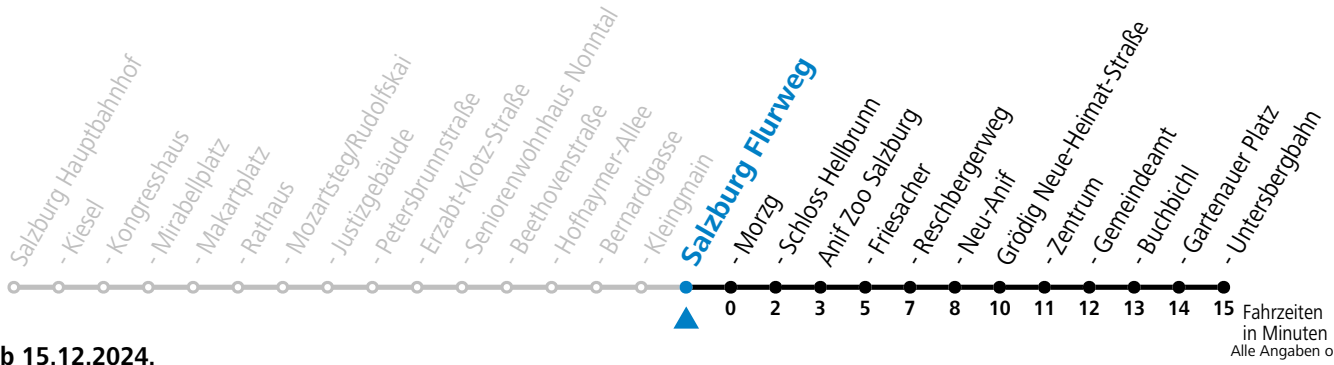 Salzburg Hauptbahnhof
- Kiesel
- Kongresshaus
- Mirabellplatz
- Makartplatz
- Rathaus
- Mozartsteg/Rudolfskai
- Justizgebäude
- Petersbrunnstraße
- Erzabt-Klotz-Straße
- Seniorenwohnhaus Nonntal
- Beethovenstraße
- Hofhaymer-Allee
- Bernardigasse
- Kleingmain
Salzburg Flurweg
- Morzg
- Schloss Hellbrunn
Anif Zoo Salzburg
- Friesacher
- Reschbergerweg
- Neu-Anif
Grödig Neue-Heimat-Straße
- Zentrum
- Gemeindeamt
- Buchbichl
- Gartenauer Platz
- Untersbergbahn
0 2 3 5 7 8 10 11 12 13 14 15
Fahrzeiten
in Minuten
Alle Angaben o
b 15.12.2024.